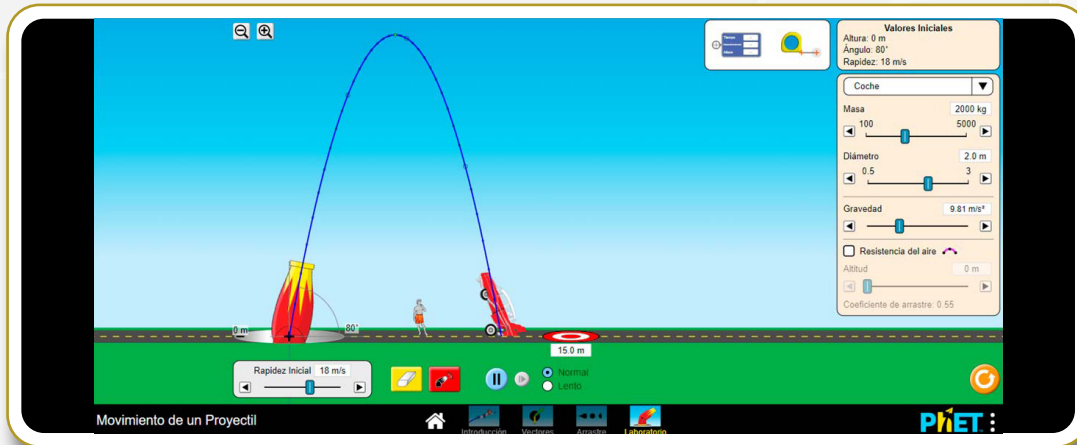 Valores Iniciales
Altura: 0 m
Ángulo: 80°
Rapidez: 18 m/s
Coche
Masa 2000 kg
100 5000
Diámetro 2.0 m
0.5 3
Gravedad 9.81 m/s²
Resistencia del aire
Altitud 0 m
Coeficiente de arrastre: 0.55
0 m
80°
15.0 m
Rapidez Inicial 18 m/s
Normal
Lento
Movimiento de un Proyectil
Introducción Vectores Arrastre Laboratorio
PhET